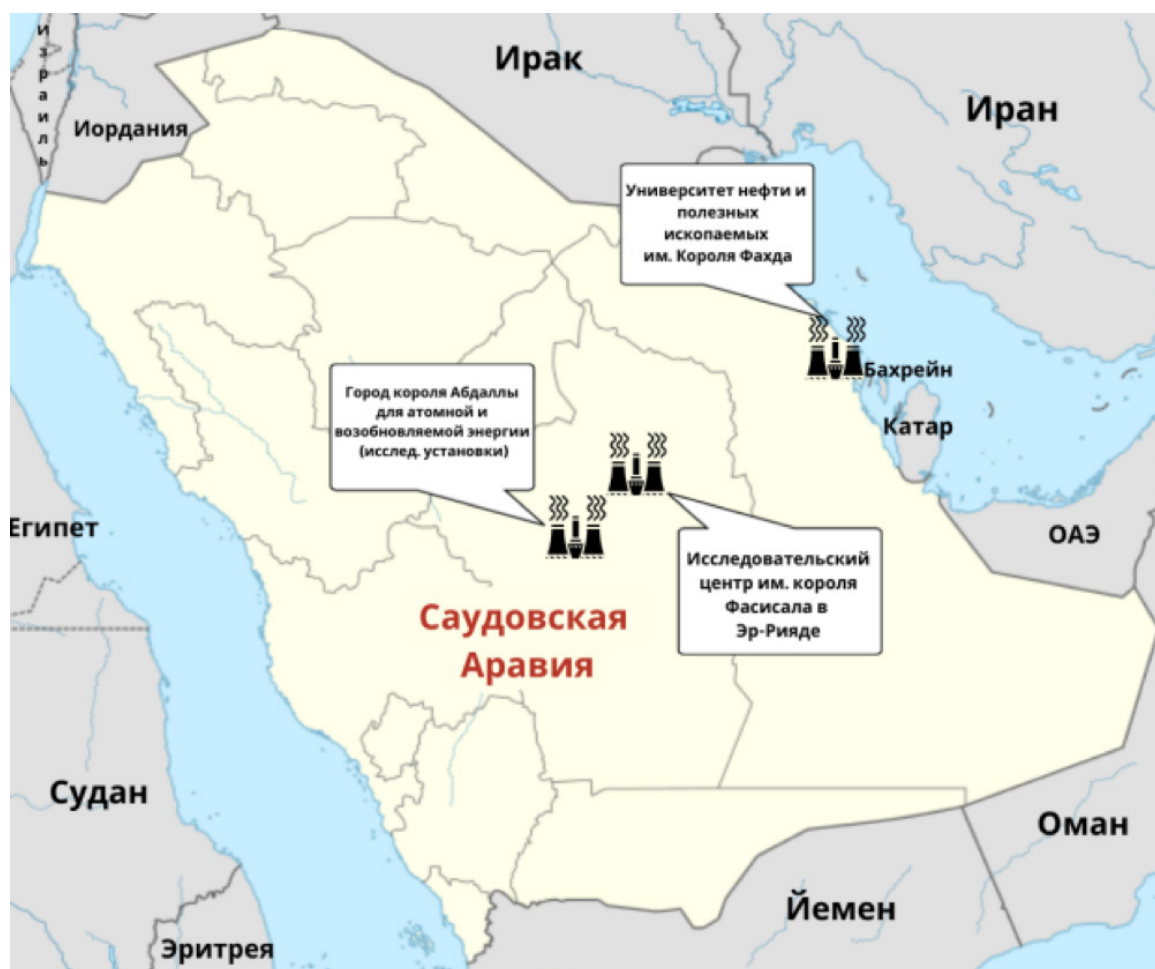 Израиль
Ирак
Иран
Иордания
Университет нефти и
полезных
ископаемых
им. Короля Фахда
Бахрейн
Город короля Абдаллы
для атомной и
возобновляемой энергии
(исслед. установки)
Катар
Египет
ОАЭ
Исследовательский
центр им. короля
Фасисала в
Эр-Рияде
Саудовская
Аравия
Судан
Оман
Йемен
Эритрея